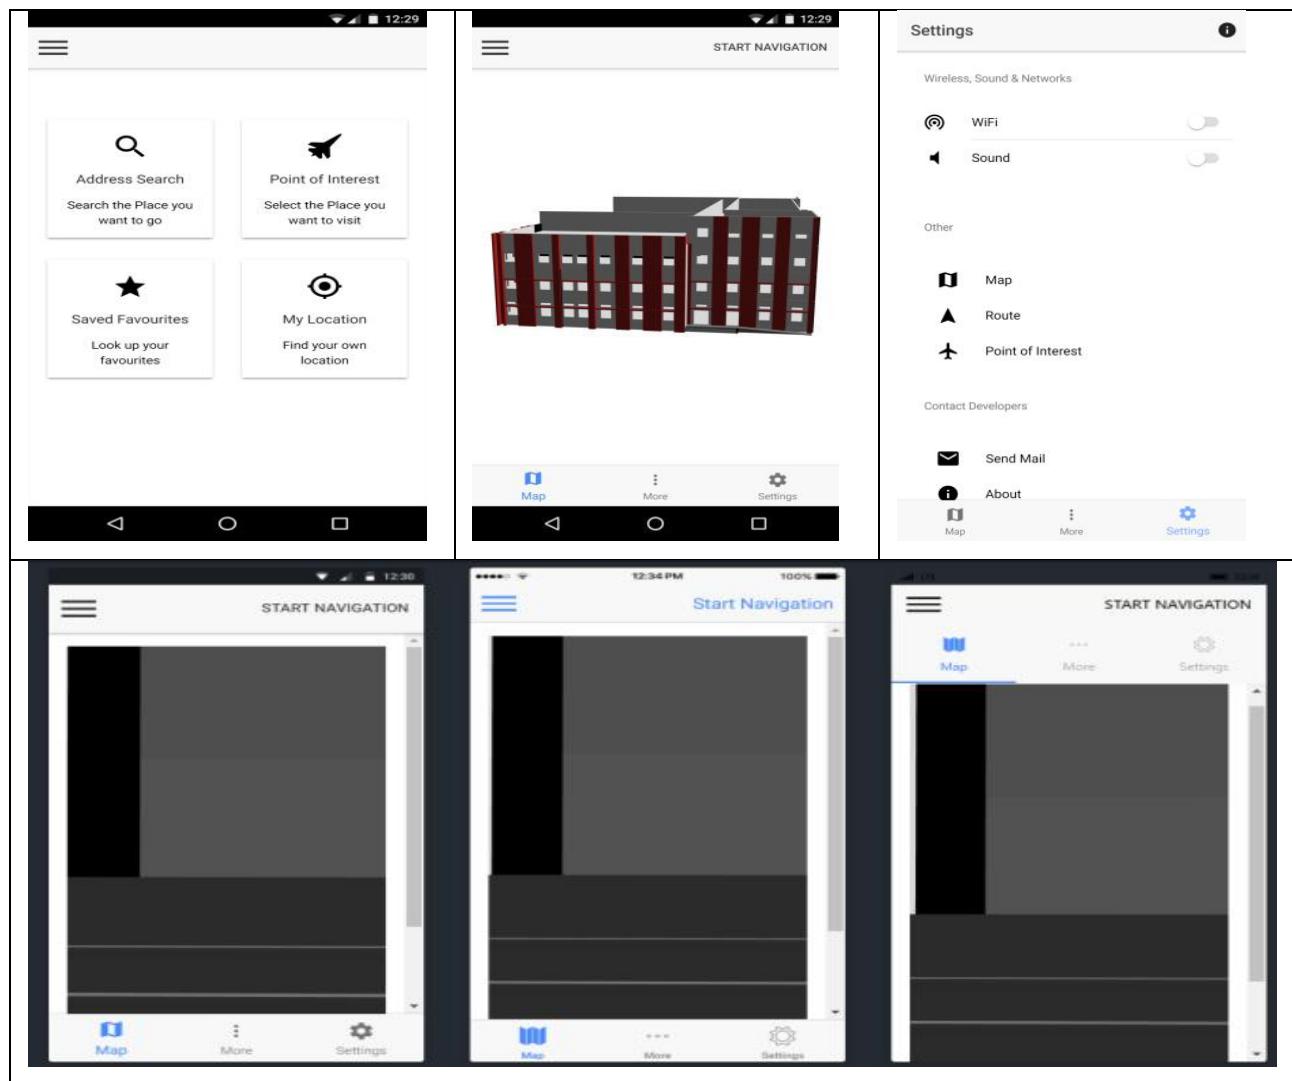 12:29
Address Search
Search the Place you
want to go
Point of Interest
Select the Place you
want to visit
Saved Favourites
Look up your
favourites
My Location
Find your own
location
12:29
START NAVIGATION
Map
More
Settings
Settings
Wireless, Sound & Networks
WiFi
Sound
Other
Map
Route
Point of Interest
Contact Developers
Send Mail
About
Map
More
Settings
12:30
START NAVIGATION
Map
More
Settings
12:34 PM
100%
Start Navigation
Map
More
Settings
START NAVIGATION
Map
More
Settings